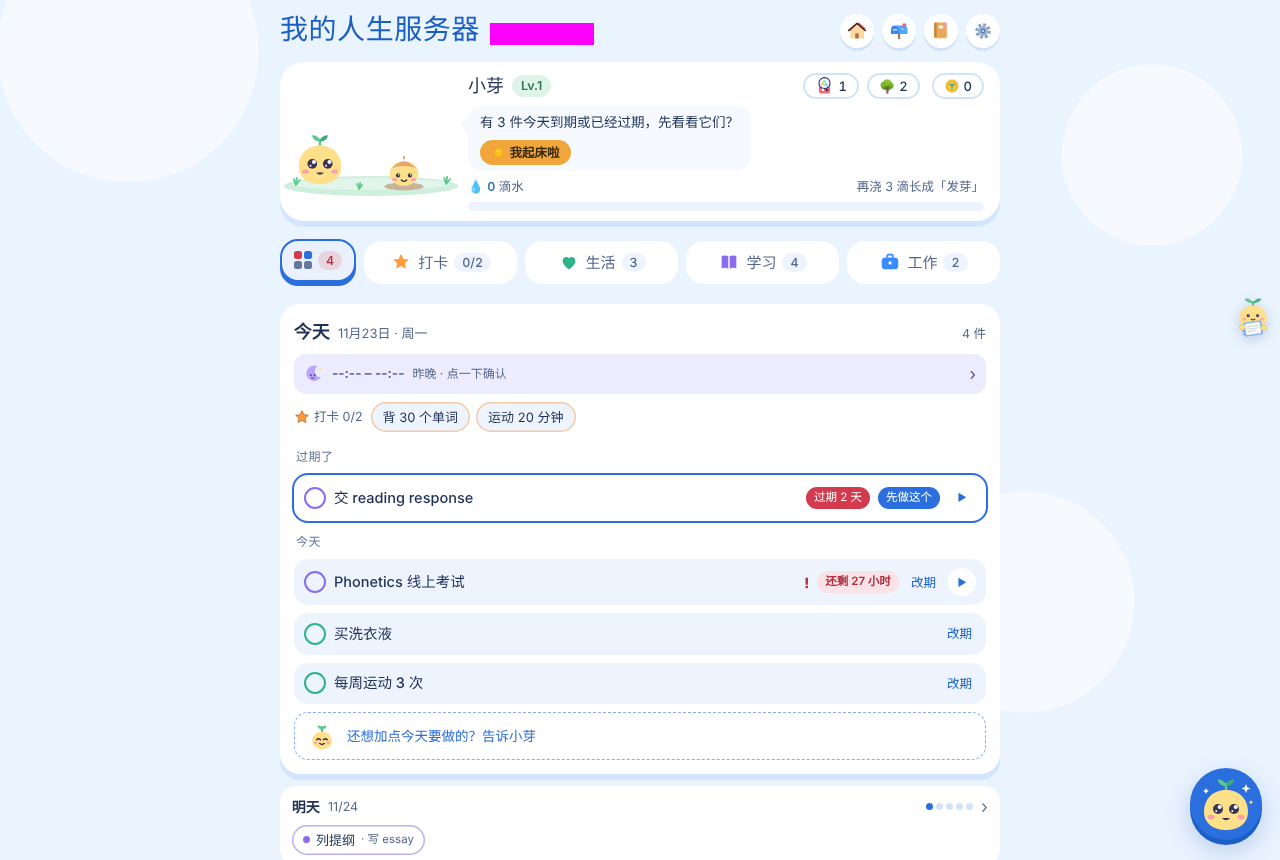 我的人生服务器
小芽 Lv.1 1 2 0
有 3 件今天到期或已经过期，先看看它们？
我起床啦
0 滴水 再浇 3 滴长成「发芽」
4 打卡 0/2 生活 3 学习 4 工作 2
今天 11月23日 · 周一 4 件
--:-- – --:-- 昨晚 · 点一下确认
打卡 0/2 背 30 个单词 运动 20 分钟
过期了
交 reading response 过期 2 天 先做这个
今天
Phonetics 线上考试 ! 还剩 27 小时 改期
买洗衣液 改期
每周运动 3 次 改期
还想加点今天要做的？告诉小芽
明天 11/24
列提纲 · 写 essay